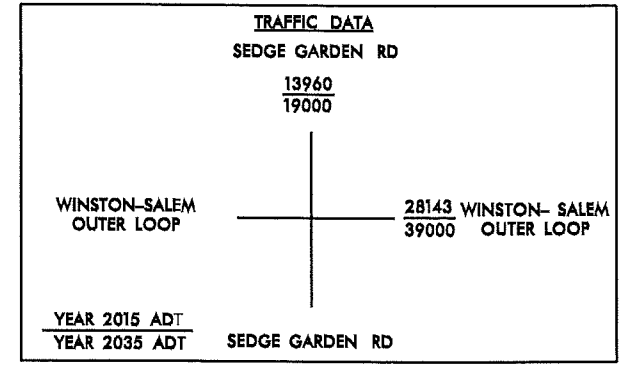 TRAFFIC DATA
SEDGE GARDEN RD
13960
19000
WINSTON-SALEM
OUTER LOOP
28143
39000
WINSTON- SALEM
OUTER LOOP
YEAR 2015 ADT
YEAR 2035 ADT
SEDGE GARDEN RD